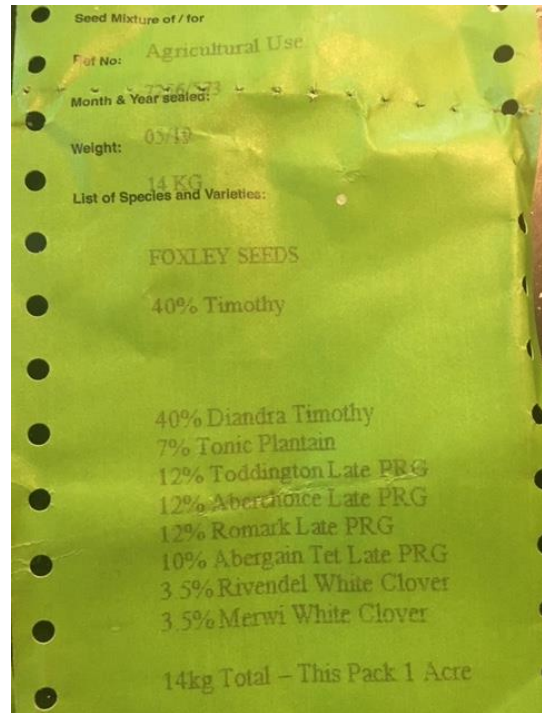 Seed Mixture of / for
Agricultural Use
Ref No:
Month & Year sealed:
05/19
Weight:
14 KG
List of Species and Varieties:
FOXLEY SEEDS
40% Timothy
40% Diandra Timothy
7% Tonic Plantain
12% Toddington Late PRG
12% Aberchoice Late PRG
12% Romark Late PRG
10% Abergain Tet Late PRG
3.5% Rivendel White Clover
3.5% Merwi White Clover
14kg Total – This Pack 1 Acre